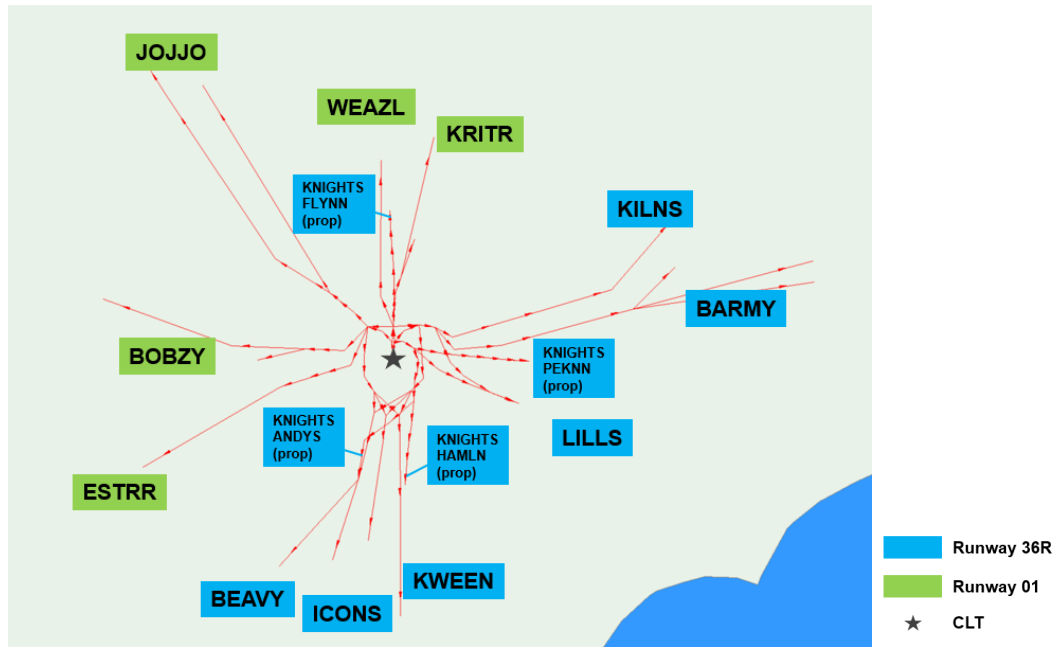 JOJJO
WEAZL
KRITR
KNIGHTS
FLYNN
(prop)
KILNS
BARMY
BOBZY
KNIGHTS
PEKNN
(prop)
KNIGHTS
ANDYS
(prop)
KNIGHTS
HAMLN
(prop)
LILLS
ESTRR
BEAVY
ICONS
KWEEN
Runway 36R
Runway 01
CLT